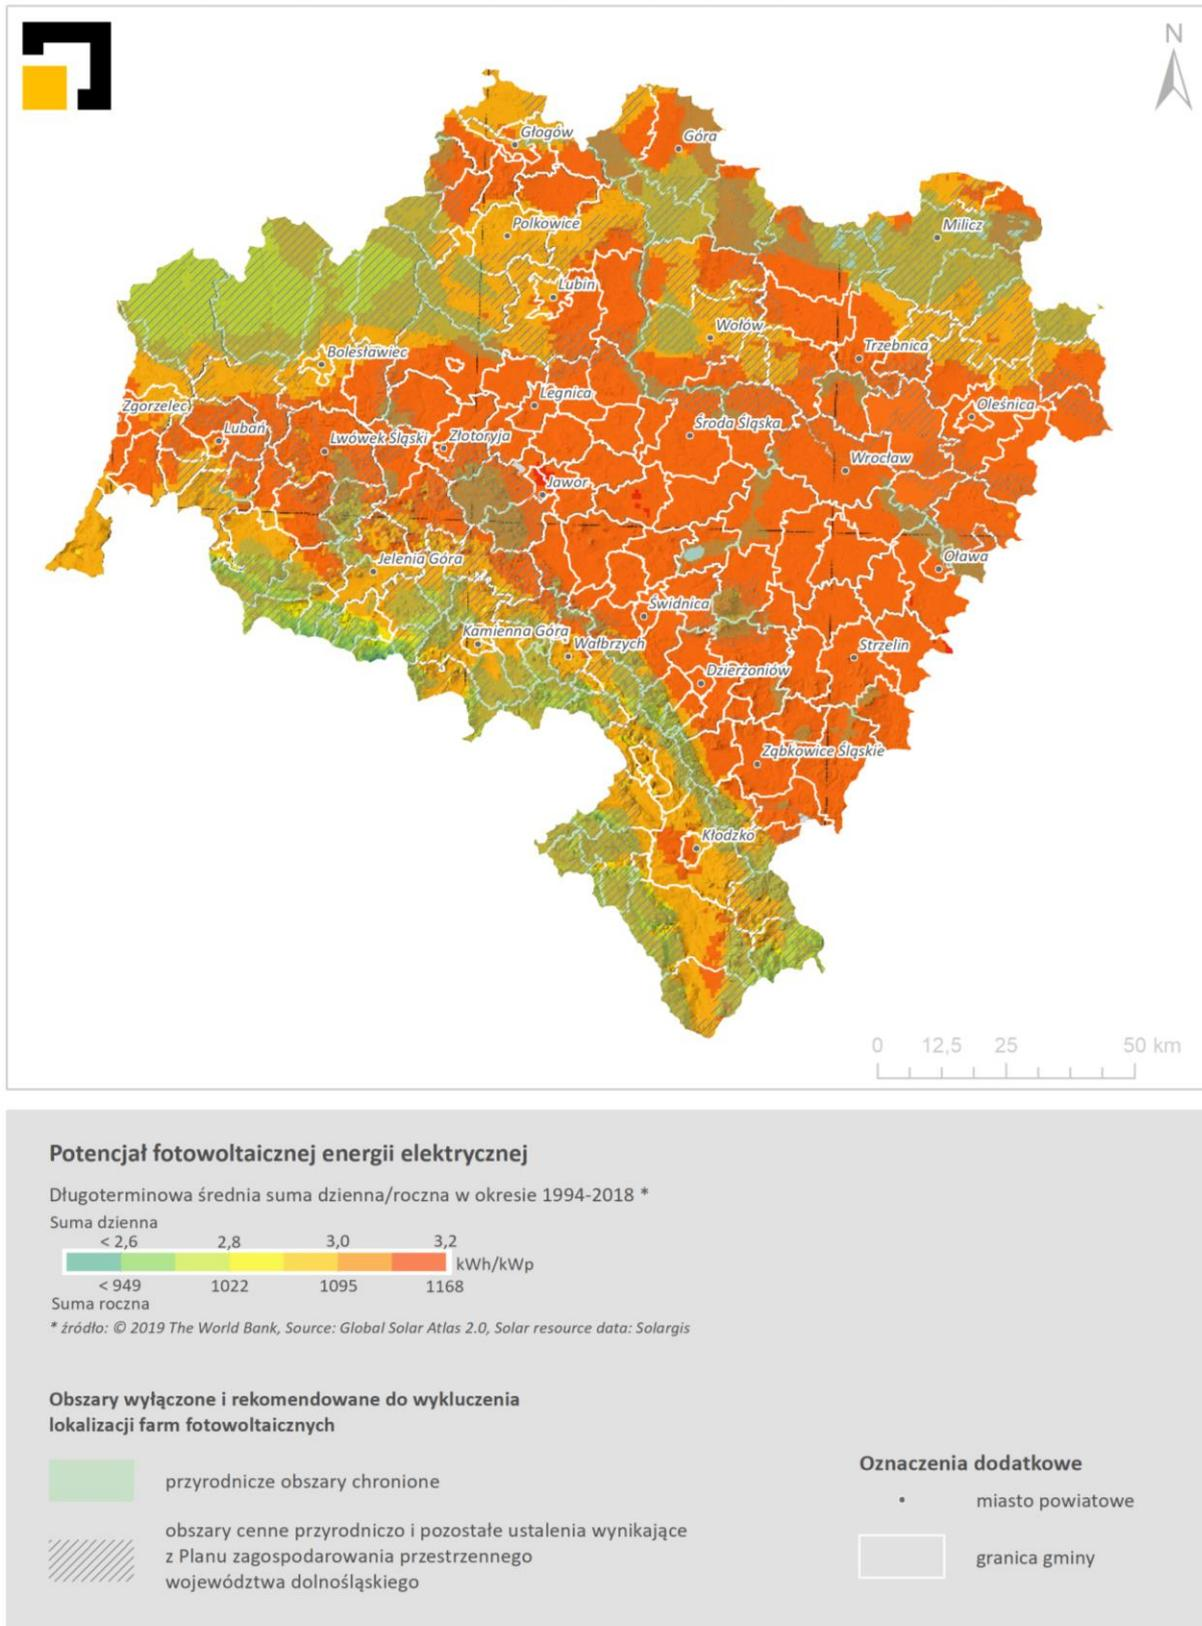 N
Głogów
Góra
Polkowice
Milicz
Lubin
Wołów
Bolesławiec
Trzebnica
Zgorzelec
Legnica
Oleśnica
Lubań
Środa Śląska
Lwówek Śląski
Złotoryja
Wrocław
Jawor
Jelenia Góra
Oława
Świdnica
Kamienna Góra
Wałbrzych
Strzelin
Dzierżoniów
Ząbkowice Śląskie
Kłodzko
0 12,5 25 50 km
Potencjał fotowoltaicznej energii elektrycznej
Długoterminowa średnia suma dzienna/roczna w okresie 1994-2018 *
Suma dzienna
< 2,6 2,8 3,0 3,2
kWh/kWp
< 949 1022 1095 1168
Suma roczna
* źródło: © 2019 The World Bank, Source: Global Solar Atlas 2.0, Solar resource data: Solargis
Obszary wyłączone i rekomendowane do wykluczenia
lokalizacji farm fotowoltaicznych
przyrodnicze obszary chronione
obszary cenne przyrodniczo i pozostałe ustalenia wynikające
z Planu zagospodarowania przestrzennego
województwa dolnośląskiego
Oznaczenia dodatkowe
miasto powiatowe
granica gminy